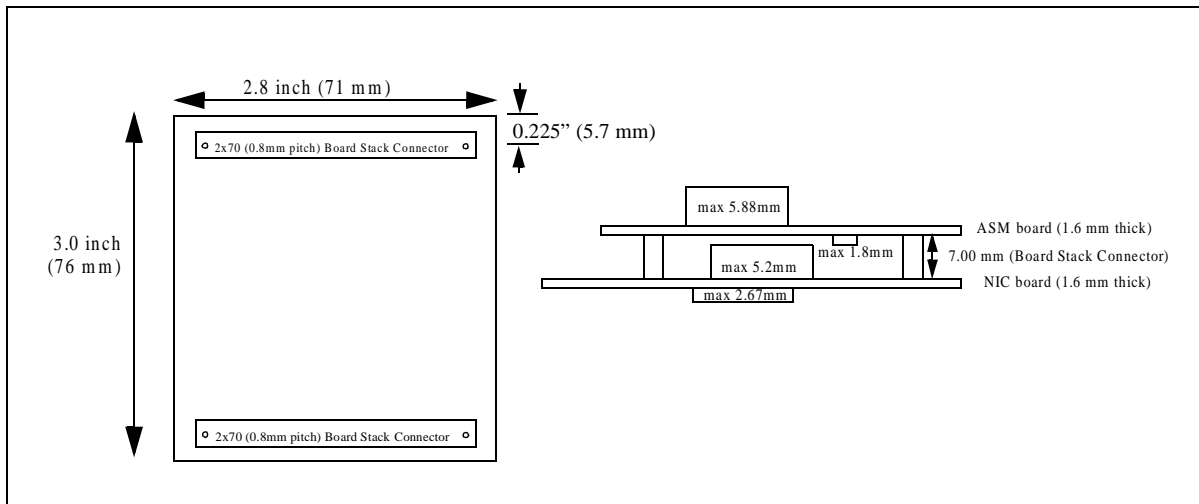 2.8 inch (71 mm)
0.225” (5.7 mm)
2x70 (0.8mm pitch) Board Stack Connector
3.0 inch
(76 mm)
2x70 (0.8mm pitch) Board Stack Connector
max 5.88mm
ASM board (1.6 mm thick)
max 1.8mm
7.00 mm (Board Stack Connector)
max 5.2mm
NIC board (1.6 mm thick)
max 2.67mm